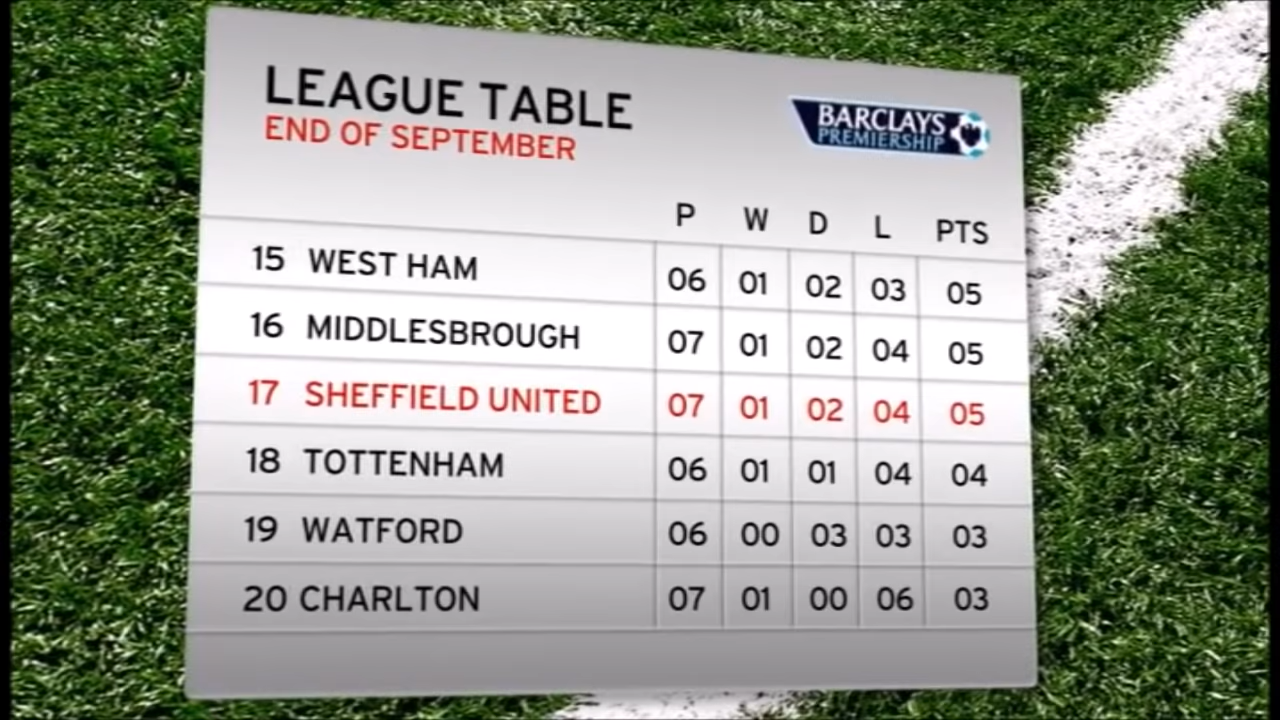 LEAGUE TABLE
END OF SEPTEMBER
BARCLAYS
PREMIERSHIP
P W D L PTS
15 WEST HAM 06 01 02 03 05
16 MIDDLESBROUGH 07 01 02 04 05
17 SHEFFIELD UNITED 07 01 02 04 05
18 TOTTENHAM 06 01 01 04 04
19 WATFORD 06 00 03 03 03
20 CHARLTON 07 01 00 06 03